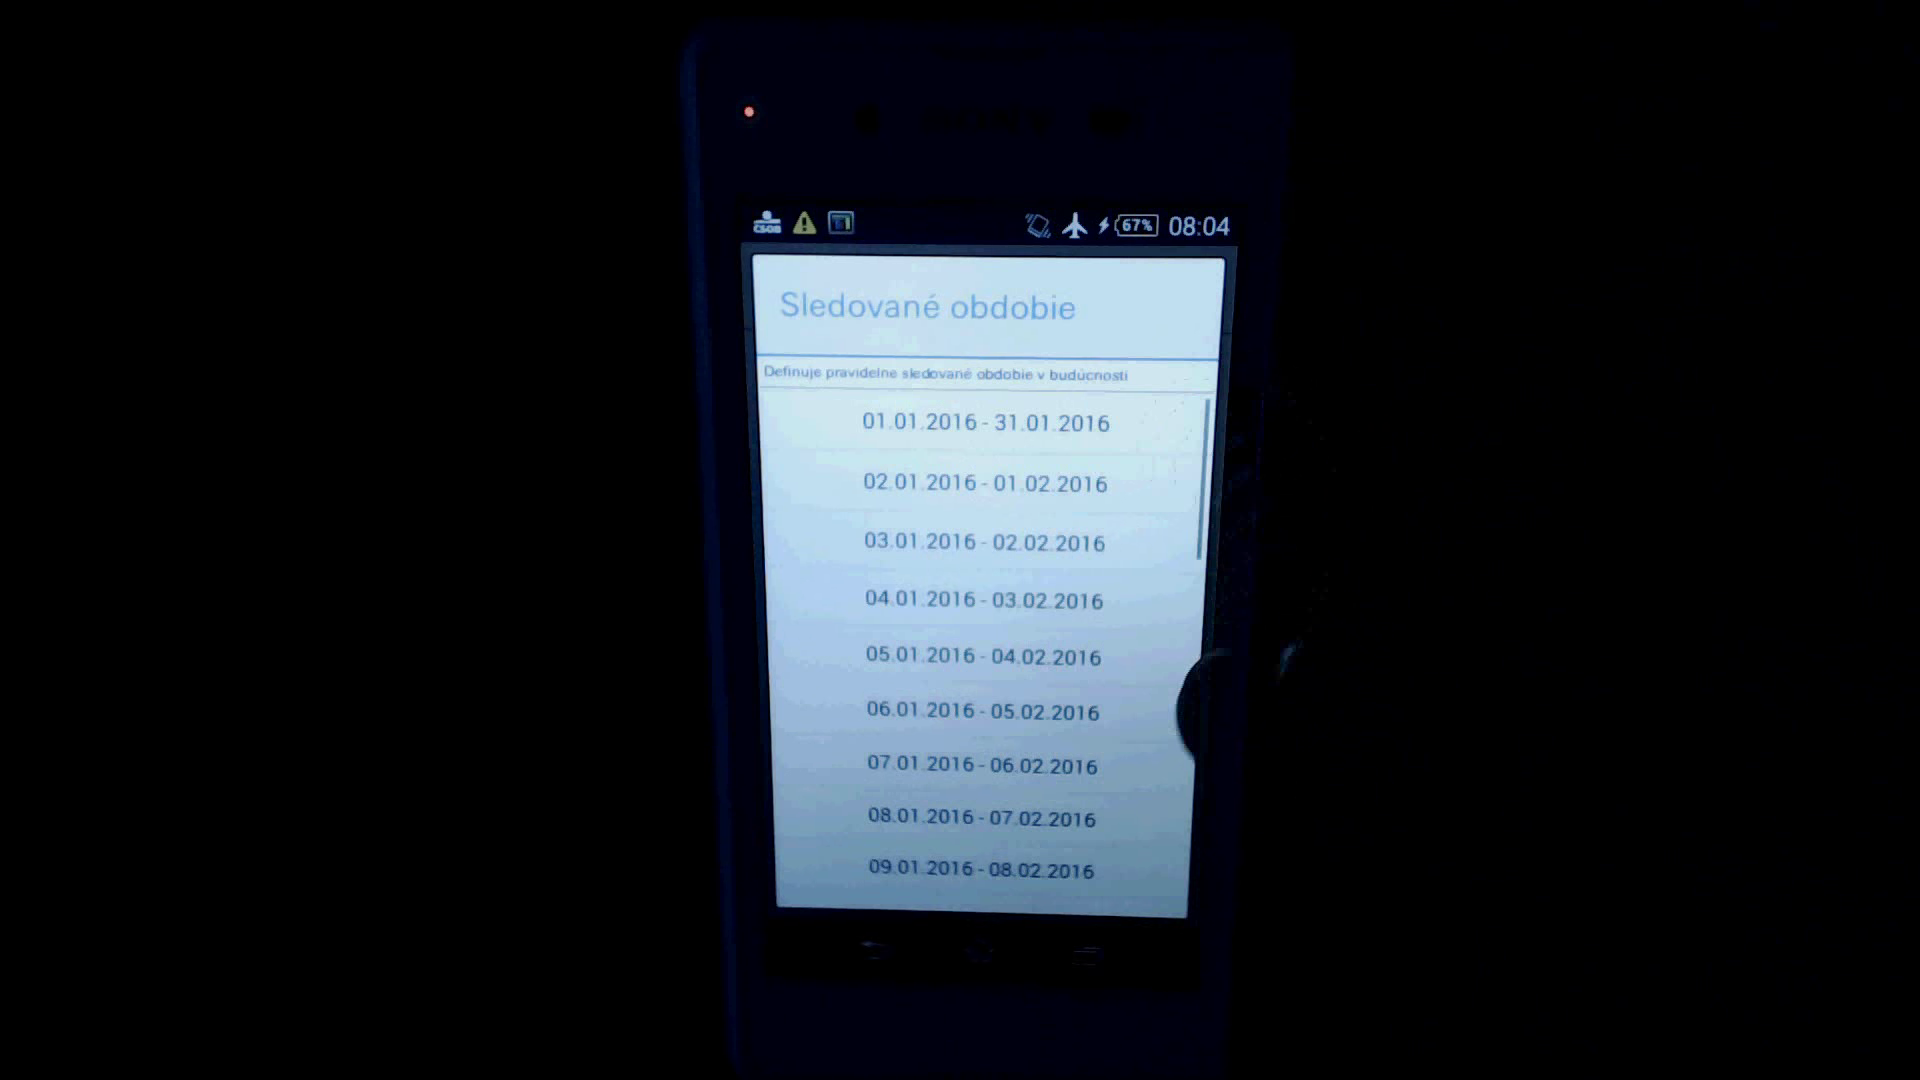 ČSOB
67% 08:04
Sledované obdobie
Definuje pravidelne sledované obdobie v budúcnosti
01.01.2016 - 31.01.2016
02.01.2016 - 01.02.2016
03.01.2016 - 02.02.2016
04.01.2016 - 03.02.2016
05.01.2016 - 04.02.2016
06.01.2016 - 05.02.2016
07.01.2016 - 06.02.2016
08.01.2016 - 07.02.2016
09.01.2016 - 08.02.2016